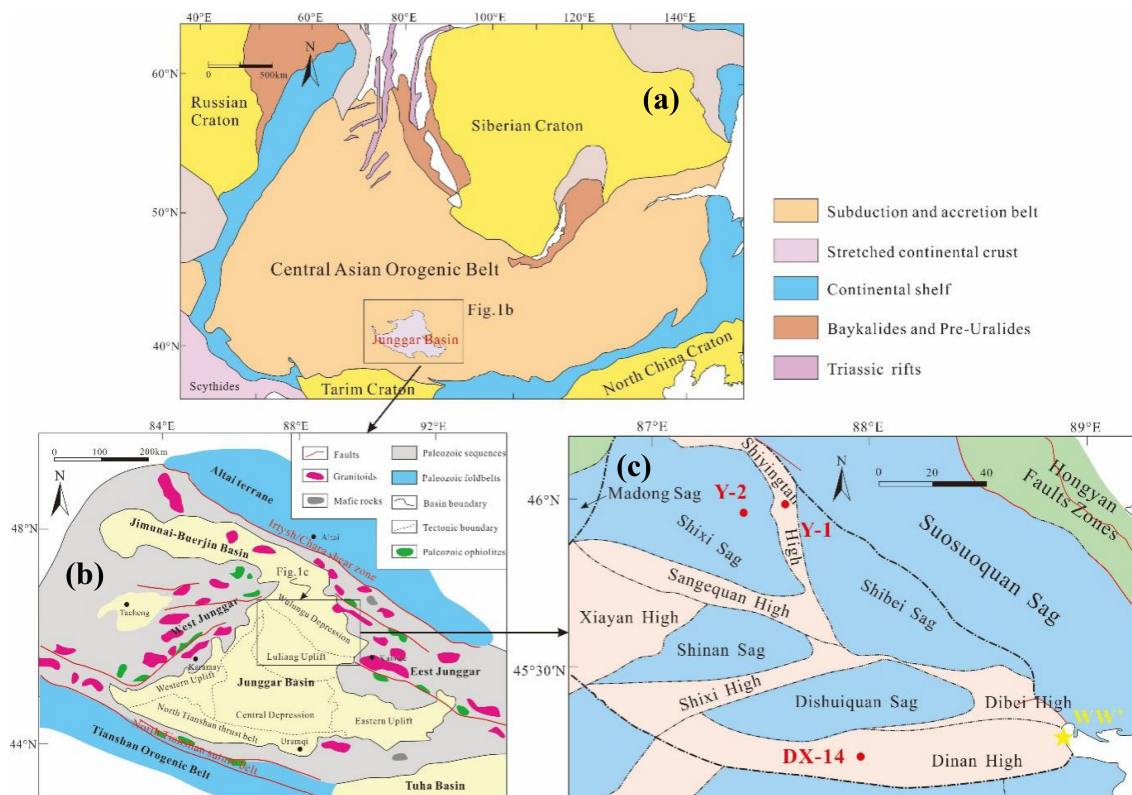 40°E 60°E 80°E 100°E 120°E 140°E
N
0 500km
60°N
50°N
40°N
Russian
Craton
(a)
Siberian Craton
Central Asian Orogenic Belt
Fig.1b
Junggar Basin
Scythides
Tarim Craton
North China Craton
Subduction and accretion belt
Stretched continental crust
Continental shelf
Baykalides and Pre-Uralides
Triassic rifts
84°E 88°E 92°E
0 100 200km
N
48°N
44°N
Faults
Granitoids
Mafic rocks
Paleozoic sequences
Paleozoic foldbelts
Basin boundary
Tectonic boundary
Paleozoic ophiolites
Altai terrane
Altai
Irtysh/Chara shear zone
Jimunai-Buerjin Basin
(b)
Fig.1c
Tacheng
West Junggar
Wulungu Depression
Luliang Uplift
Karamay
Western Uplift
Junggar Basin
Eest Junggar
North Tianshan thrust belt
Central Depression
Eastern Uplift
Urumqi
North Tianshan suture belt
Tianshan Orogenic Belt
Tuha Basin
87°E 88°E 89°E
46°N
45°30'N
(c)
N
0 20 40
Madong Sag
Y-2
Y-1
Shiyingtan
High
Shixi Sag
Hongyan
Faults Zones
Suosuoquan Sag
Sangequan High
Shibei Sag
Xiayan High
Shinan Sag
Shixi High
Dishuiquan Sag
Dibei High
DX-14
Dinan High